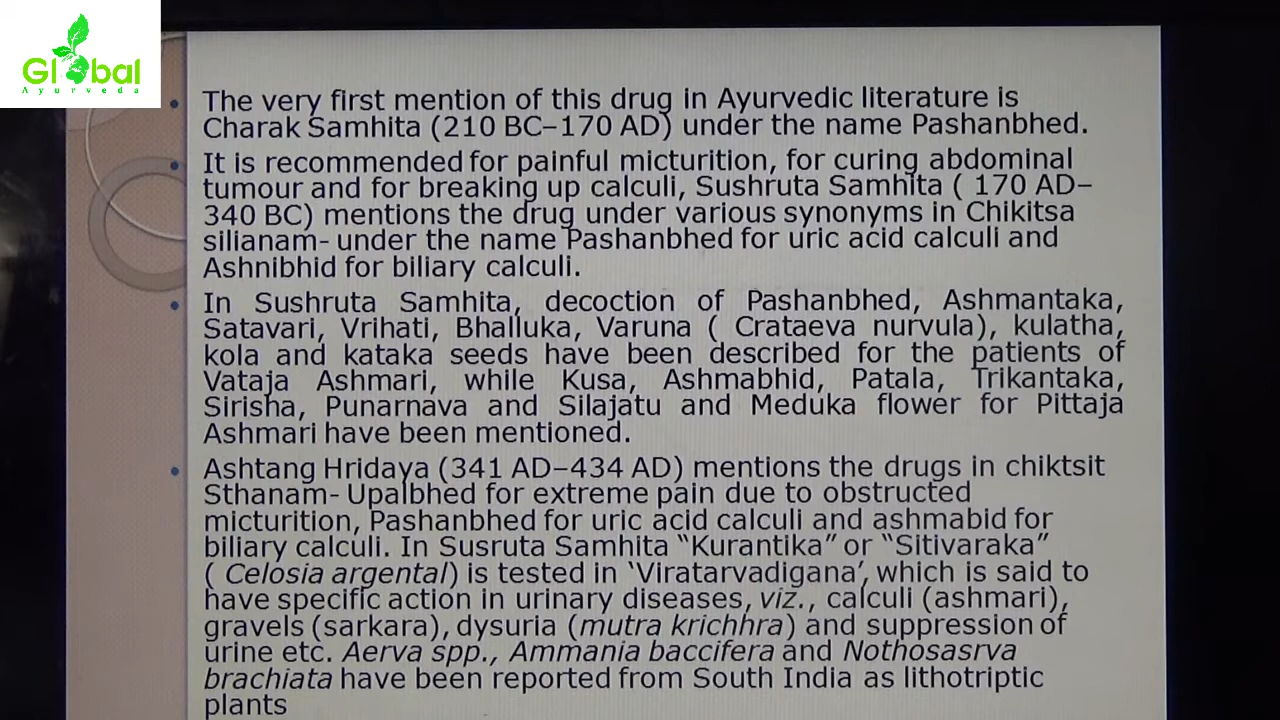 Global
Ayurveda
• The very first mention of this drug in Ayurvedic literature is
Charak Samhita (210 BC–170 AD) under the name Pashanbhed.
• It is recommended for painful micturition, for curing abdominal
tumour and for breaking up calculi, Sushruta Samhita ( 170 AD–
340 BC) mentions the drug under various synonyms in Chikitsa
silianam- under the name Pashanbhed for uric acid calculi and
Ashnibhid for biliary calculi.
• In Sushruta Samhita, decoction of Pashanbhed, Ashmantaka,
Satavari, Vrihati, Bhalluka, Varuna ( Crataeva nurvula), kulatha,
kola and kataka seeds have been described for the patients of
Vataja Ashmari, while Kusa, Ashmabhid, Patala, Trikantaka,
Sirisha, Punarnava and Silajatu and Meduka flower for Pittaja
Ashmari have been mentioned.
• Ashtang Hridaya (341 AD–434 AD) mentions the drugs in chiktsit
Sthanam- Upalbhed for extreme pain due to obstructed
micturition, Pashanbhed for uric acid calculi and ashmabid for
biliary calculi. In Susruta Samhita “Kurantika” or “Sitivaraka”
( Celosia argental) is tested in ‘Viratarvadigana’, which is said to
have specific action in urinary diseases, viz., calculi (ashmari),
gravels (sarkara), dysuria (mutra krichhra) and suppression of
urine etc. Aerva spp., Ammania baccifera and Nothosasrva
brachiata have been reported from South India as lithotriptic
plants